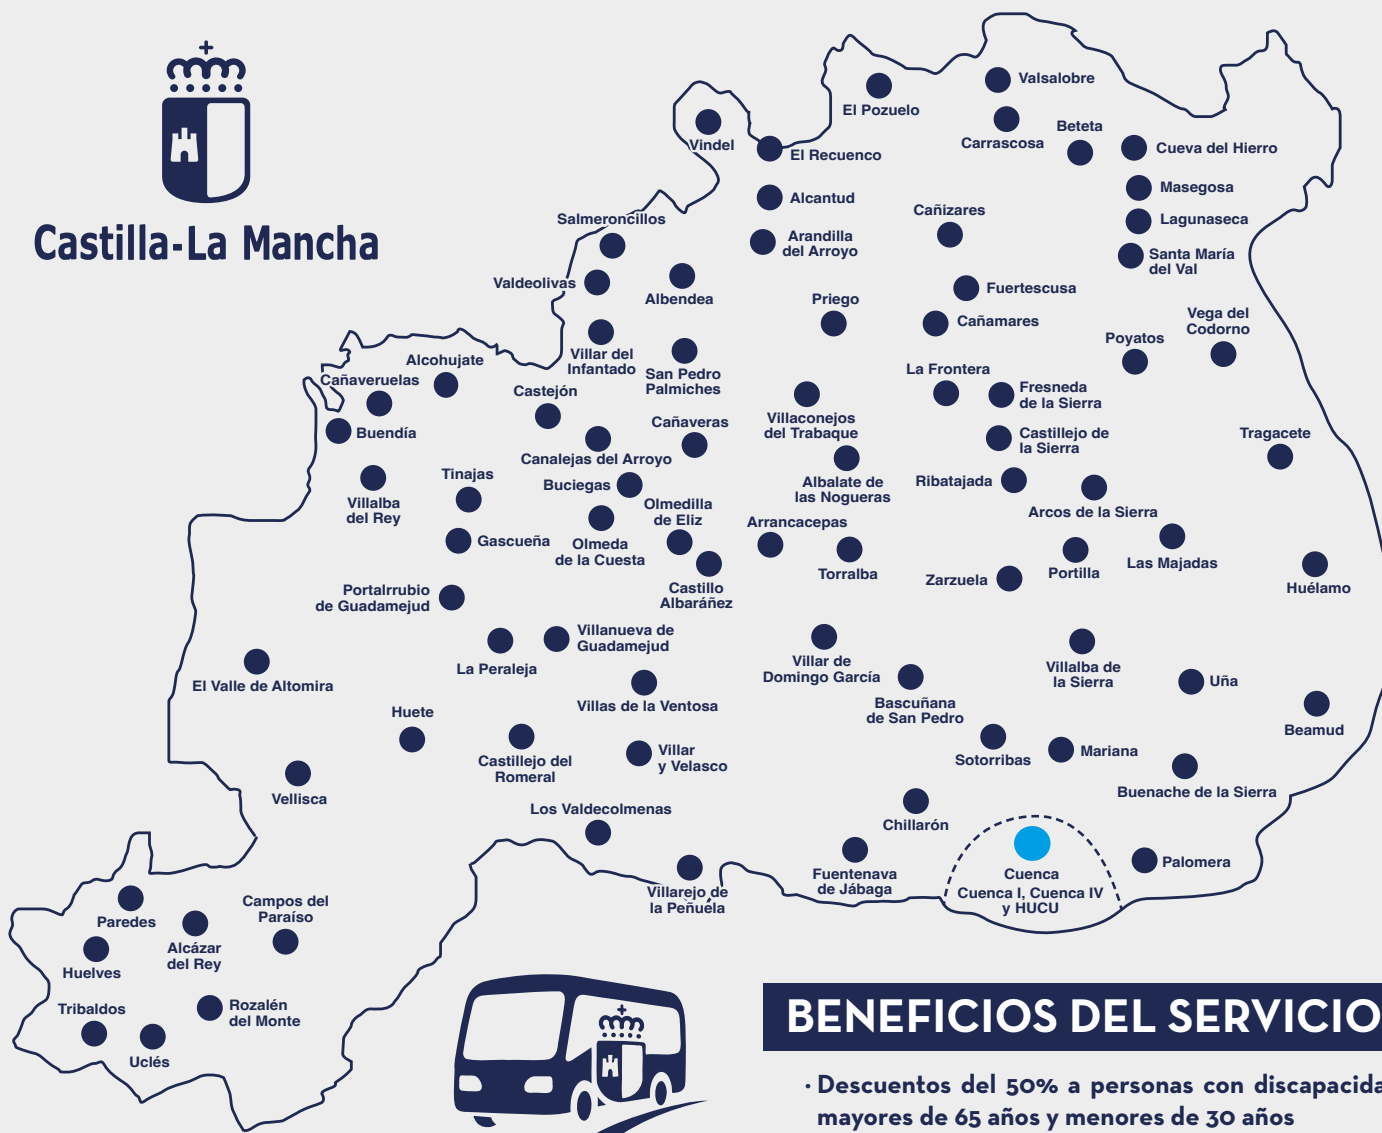 Castilla-La Mancha
El Pozuelo
Valsalobre
Carrascosa
Beteta
Cueva del Hierro
Vindel
El Recuenco
Masegosa
Alcantud
Lagunaseca
Cañizares
Salmeroncillos
Arandilla
del Arroyo
Santa María
del Val
Valdeolivas
Albendea
Fuertescusa
Priego
Cañamares
Vega del
Codorno
Poyatos
Villar del
Infantado
San Pedro
Palmiches
Alcohujate
Cañaveruelas
Castejón
La Frontera
Fresneda
de la Sierra
Villaconejos
del Trabaque
Cañaveras
Buendía
Canalejas del Arroyo
Castillejo de
la Sierra
Tragacete
Tinajas
Buciegas
Albalate de
las Nogueras
Ribatajada
Villalba
del Rey
Olmedilla
de Eliz
Arcos de la Sierra
Arrancacepas
Gascueña
Olmeda
de la Cuesta
Torralba
Portilla
Las Majadas
Zarzuela
Huélamo
Castillo
Albaráñez
Portalrrubio
de Guadamejud
Villanueva de
Guadamejud
La Peraleja
Villar de
Domingo García
Villalba de
la Sierra
Uña
El Valle de Altomira
Villas de la Ventosa
Bascuñana
de San Pedro
Huete
Beamud
Castillejo del
Romeral
Villar
y Velasco
Sotorribas
Mariana
Vellisca
Buenache de la Sierra
Los Valdecolmenas
Chillarón
Palomera
Cuenca
Cuenca I, Cuenca IV
y HUCU
Fuentenava
de Jábaga
Villarejo de
la Peñuela
Paredes
Campos del
Paraíso
Alcázar
del Rey
Huelves
Tribaldos
Rozalén
del Monte
Uclés
BENEFICIOS DEL SERVICIO
· Descuentos del 50% a personas con discapacida
mayores de 65 años y menores de 30 años